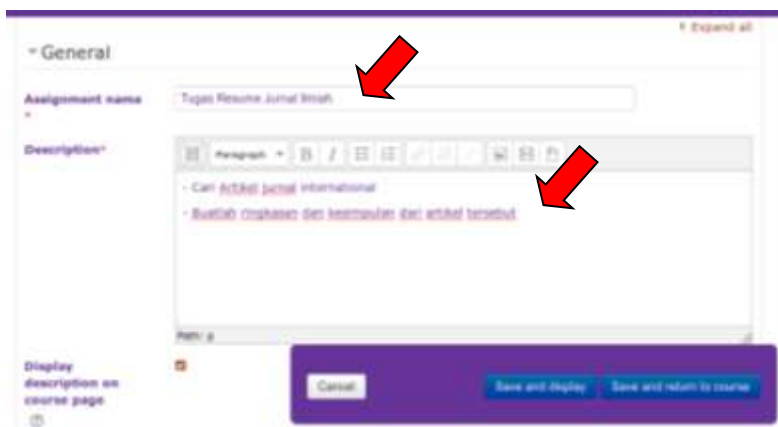 Expand all
General
Assignment name
Tugas Resume Jurnal Ilmiah
*
Description*
Paragraph B I
- Cari Artikel jurnal international
- Buatlah ringkasan dan kesimpulan dari artikel tersebut
Path: p
Display
description on
course page
Cancel Save and display Save and return to course